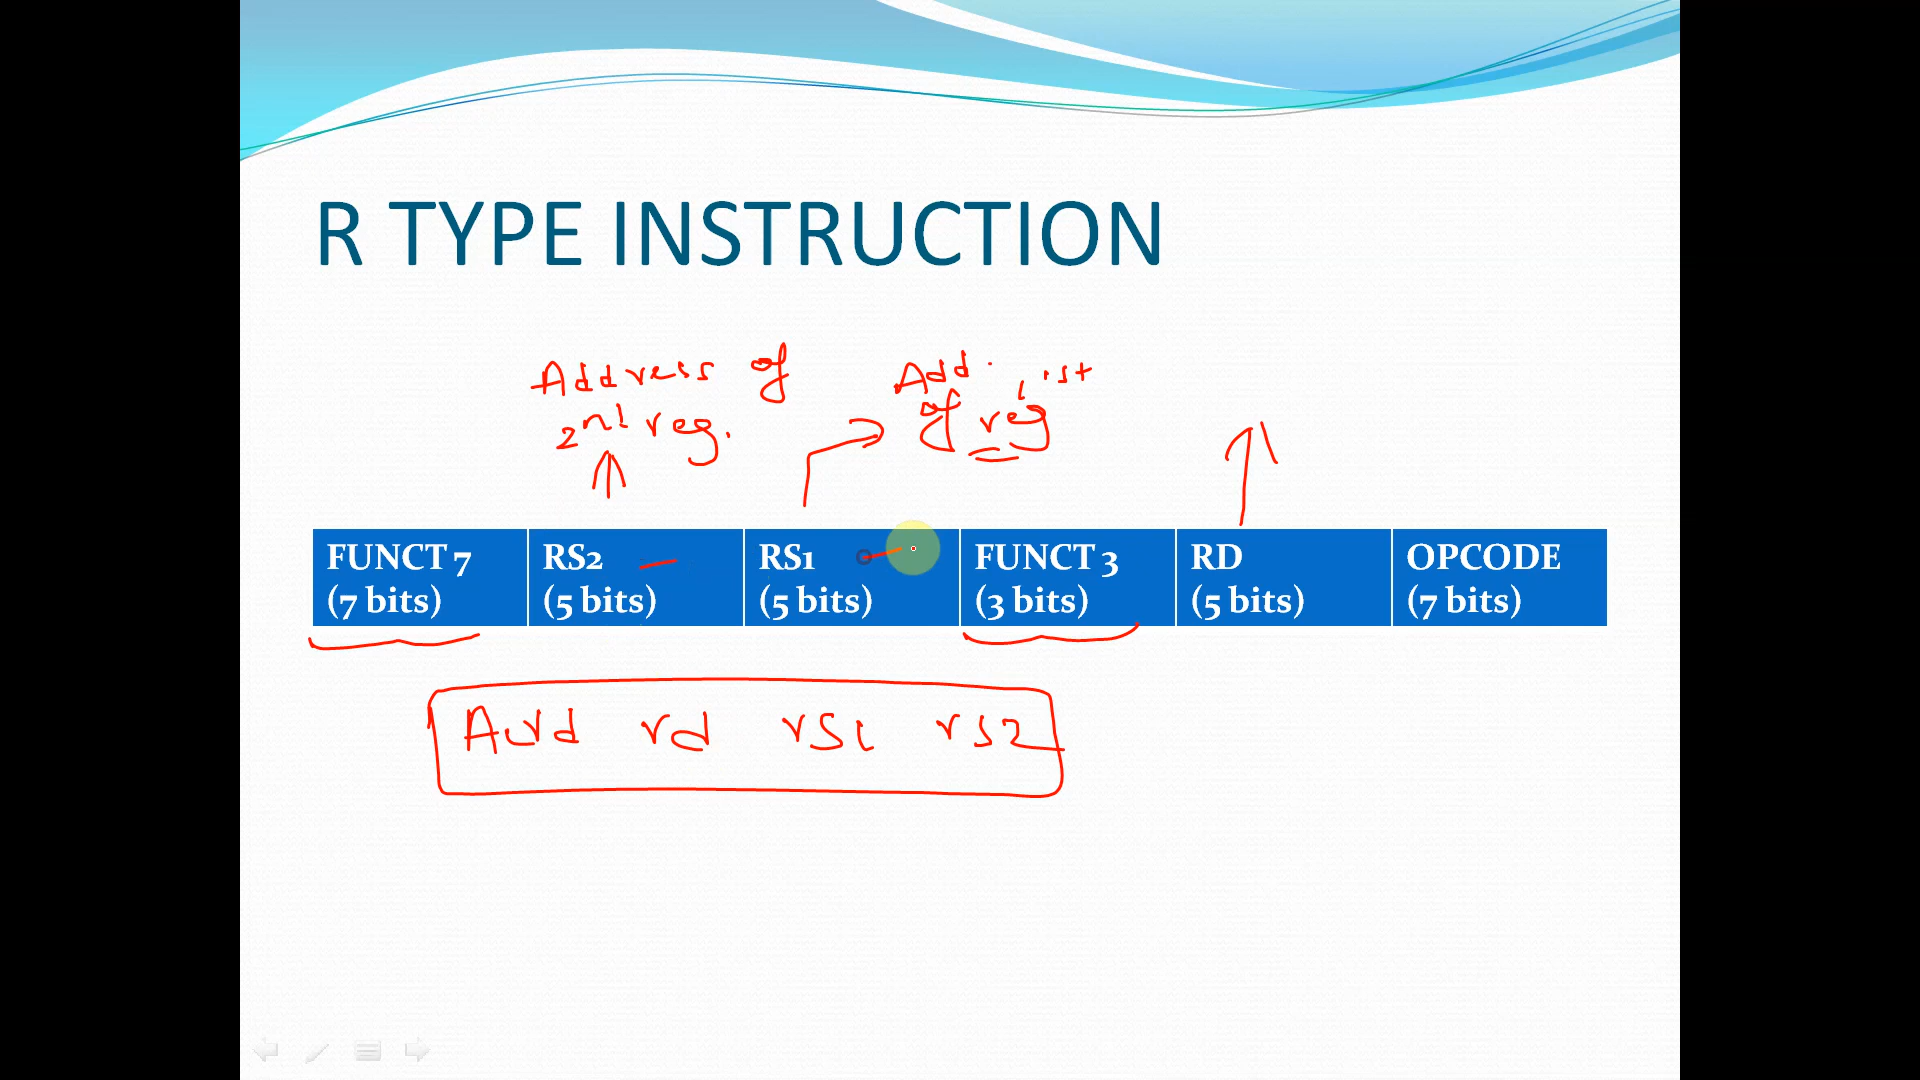 R TYPE INSTRUCTION
Address of
2nd reg.
Add. 1st
of reg
FUNCT 7 RS2 RS1 FUNCT 3 RD OPCODE
(7 bits) (5 bits) (5 bits) (3 bits) (5 bits) (7 bits)
Add rd rs1 rs2